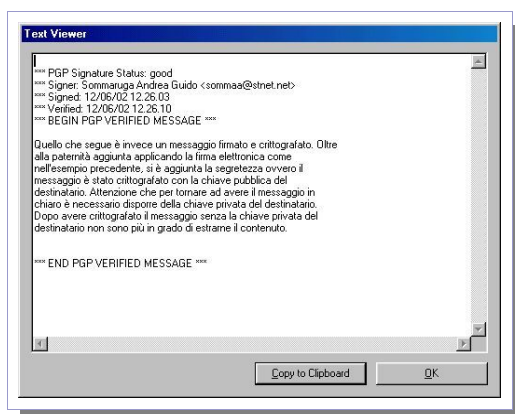 Text Viewer
*** PGP Signature Status: good
*** Signer: Sommaruga Andrea Guido <sommaa@stnet.net>
*** Signed: 12/06/02 12.26.03
*** Verified: 12/06/02 12.26.10
*** BEGIN PGP VERIFIED MESSAGE ***
Quello che segue è invece un messaggio firmato e crittografato. Oltre
alla paternità aggiunta applicando la firma elettronica come
nell'esempio precedente, si è aggiunta la segretezza ovvero il
messaggio è stato crittografato con la chiave pubblica del
destinatario. Attenzione che per tornare ad avere il messaggio in
chiaro è necessario disporre della chiave privata del destinatario.
Dopo avere crittografato il messaggio senza la chiave privata del
destinatario non sono più in grado di estrarne il contenuto.
*** END PGP VERIFIED MESSAGE ***
Copy to Clipboard
OK